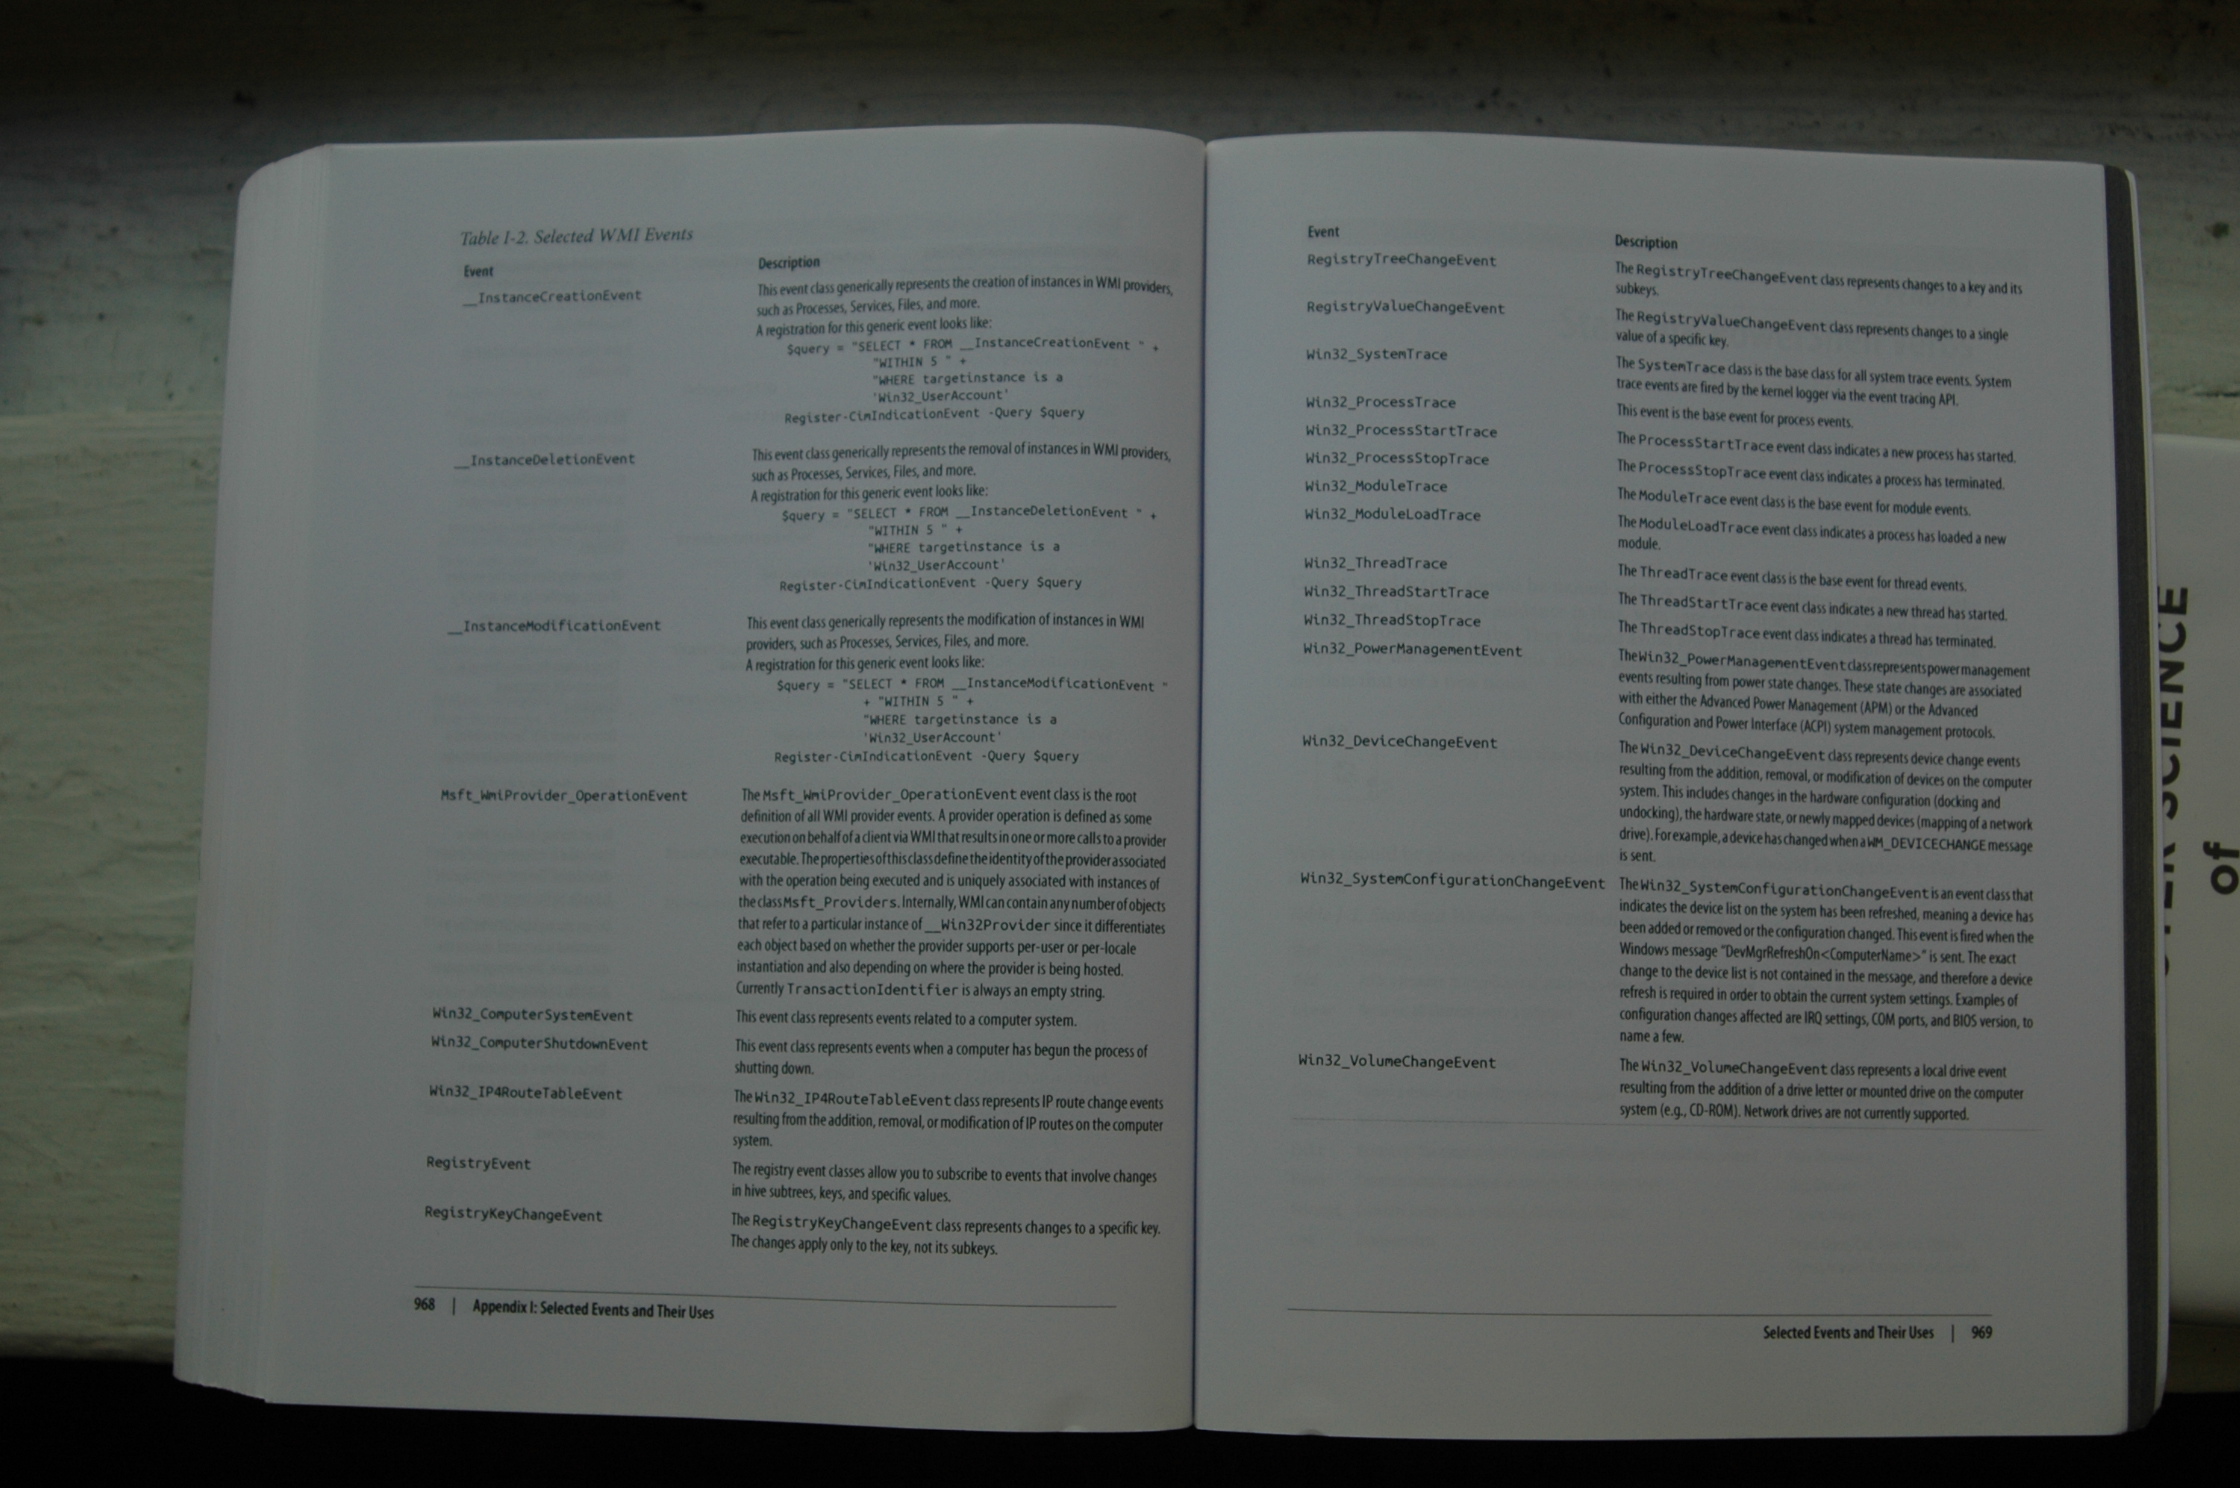 Table I-2. Selected WMI Events
Event
Description
__InstanceCreationEvent
This event class generically represents the creation of instances in WMI providers,
such as Processes, Services, Files, and more.
A registration for this generic event looks like:
$query = "SELECT * FROM __InstanceCreationEvent " +
"WITHIN 5 " +
"WHERE targetinstance is a
'Win32_UserAccount'
Register-CimIndicationEvent -Query $query
__InstanceDeletionEvent
This event class generically represents the removal of instances in WMI providers,
such as Processes, Services, Files, and more.
A registration for this generic event looks like:
$query = "SELECT * FROM __InstanceDeletionEvent " +
"WITHIN 5 " +
"WHERE targetinstance is a
'Win32_UserAccount'
Register-CimIndicationEvent -Query $query
__InstanceModificationEvent
This event class generically represents the modification of instances in WMI
providers, such as Processes, Services, Files, and more.
A registration for this generic event looks like:
$query = "SELECT * FROM __InstanceModificationEvent "
+ "WITHIN 5 " +
"WHERE targetinstance is a
'Win32_UserAccount'
Register-CimIndicationEvent -Query $query
Msft_WmiProvider_OperationEvent
The Msft_WmiProvider_OperationEvent event class is the root
definition of all WMI provider events. A provider operation is defined as some
execution on behalf of a client via WMI that results in one or more calls to a provider
executable. The properties of this class define the identity of the provider associated
with the operation being executed and is uniquely associated with instances of
the class Msft_Providers. Internally, WMI can contain any number of objects
that refer to a particular instance of __Win32Provider since it differentiates
each object based on whether the provider supports per-user or per-locale
instantiation and also depending on where the provider is being hosted.
Currently TransactionIdentifier is always an empty string.
Win32_ComputerSystemEvent
This event class represents events related to a computer system.
Win32_ComputerShutdownEvent
This event class represents events when a computer has begun the process of
shutting down.
Win32_IP4RouteTableEvent
The Win32_IP4RouteTableEvent class represents IP route change events
resulting from the addition, removal, or modification of IP routes on the computer
system.
RegistryEvent
The registry event classes allow you to subscribe to events that involve changes
in hive subtrees, keys, and specific values.
RegistryKeyChangeEvent
The RegistryKeyChangeEvent class represents changes to a specific key.
The changes apply only to the key, not its subkeys.
968 | Appendix I: Selected Events and Their Uses
Event
Description
RegistryTreeChangeEvent
The RegistryTreeChangeEvent class represents changes to a key and its
subkeys.
RegistryValueChangeEvent
The RegistryValueChangeEvent class represents changes to a single
value of a specific key.
Win32_SystemTrace
The SystemTrace class is the base class for all system trace events. System
trace events are fired by the kernel logger via the event tracing API.
Win32_ProcessTrace
This event is the base event for process events.
Win32_ProcessStartTrace
The ProcessStartTrace event class indicates a new process has started.
Win32_ProcessStopTrace
The ProcessStopTrace event class indicates a process has terminated.
Win32_ModuleTrace
The ModuleTrace event class is the base event for module events.
Win32_ModuleLoadTrace
The ModuleLoadTrace event class indicates a process has loaded a new
module.
Win32_ThreadTrace
The ThreadTrace event class is the base event for thread events.
Win32_ThreadStartTrace
The ThreadStartTrace event class indicates a new thread has started.
Win32_ThreadStopTrace
The ThreadStopTrace event class indicates a thread has terminated.
Win32_PowerManagementEvent
The Win32_PowerManagementEvent class represents power management
events resulting from power state changes. These state changes are associated
with either the Advanced Power Management (APM) or the Advanced
Configuration and Power Interface (ACPI) system management protocols.
Win32_DeviceChangeEvent
The Win32_DeviceChangeEvent class represents device change events
resulting from the addition, removal, or modification of devices on the computer
system. This includes changes in the hardware configuration (docking and
undocking), the hardware state, or newly mapped devices (mapping of a network
drive). For example, a device has changed when a WM_DEVICECHANGE message
is sent.
Win32_SystemConfigurationChangeEvent
The Win32_SystemConfigurationChangeEvent is an event class that
indicates the device list on the system has been refreshed, meaning a device has
been added or removed or the configuration changed. This event is fired when the
Windows message "DevMgrRefreshOn<ComputerName>" is sent. The exact
change to the device list is not contained in the message, and therefore a device
refresh is required in order to obtain the current system settings. Examples of
configuration changes affected are IRQ settings, COM ports, and BIOS version, to
name a few.
Win32_VolumeChangeEvent
The Win32_VolumeChangeEvent class represents a local drive event
resulting from the addition of a drive letter or mounted drive on the computer
system (e.g., CD-ROM). Network drives are not currently supported.
Selected Events and Their Uses | 969
SCIENCE
of